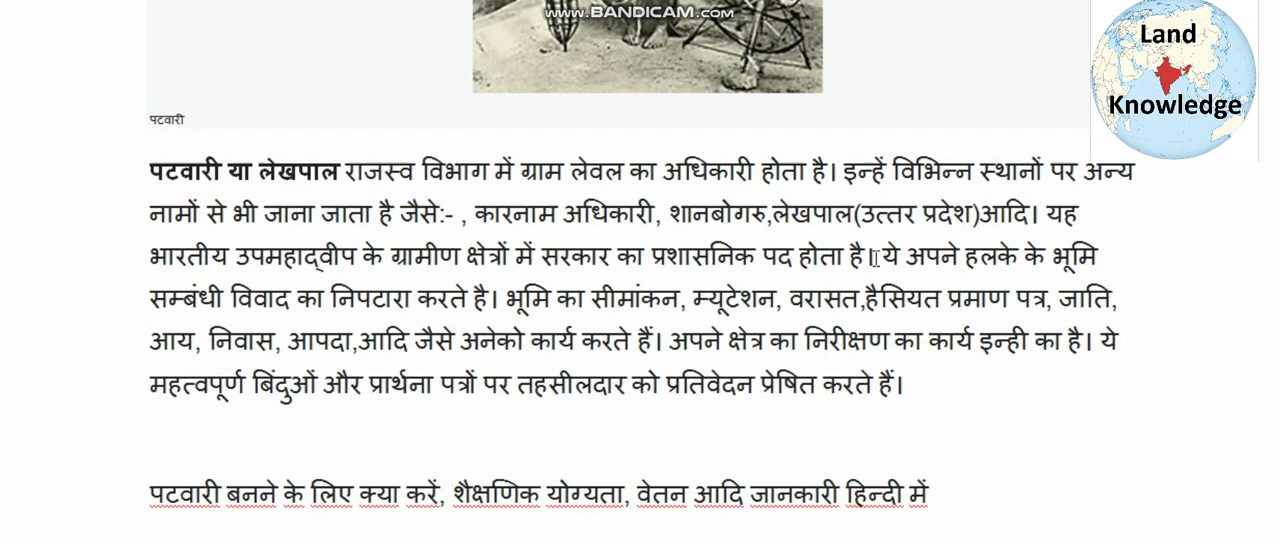 www.BANDICAM.com
Land
Knowledge
पटवारी
पटवारी या लेखपाल राजस्व विभाग में ग्राम लेवल का अधिकारी होता है। इन्हें विभिन्न स्थानों पर अन्य
नामों से भी जाना जाता है जैसे:- , कारनाम अधिकारी, शानबोगरु,लेखपाल(उत्तर प्रदेश)आदि। यह
भारतीय उपमहाद्वीप के ग्रामीण क्षेत्रों में सरकार का प्रशासनिक पद होता है। ये अपने हलके के भूमि
सम्बंधी विवाद का निपटारा करते है। भूमि का सीमांकन, म्यूटेशन, वरासत,हैसियत प्रमाण पत्र, जाति,
आय, निवास, आपदा,आदि जैसे अनेको कार्य करते हैं। अपने क्षेत्र का निरीक्षण का कार्य इन्ही का है। ये
महत्वपूर्ण बिंदुओं और प्रार्थना पत्रों पर तहसीलदार को प्रतिवेदन प्रेषित करते हैं।
पटवारी बनने के लिए क्या करें, शैक्षणिक योग्यता, वेतन आदि जानकारी हिन्दी में